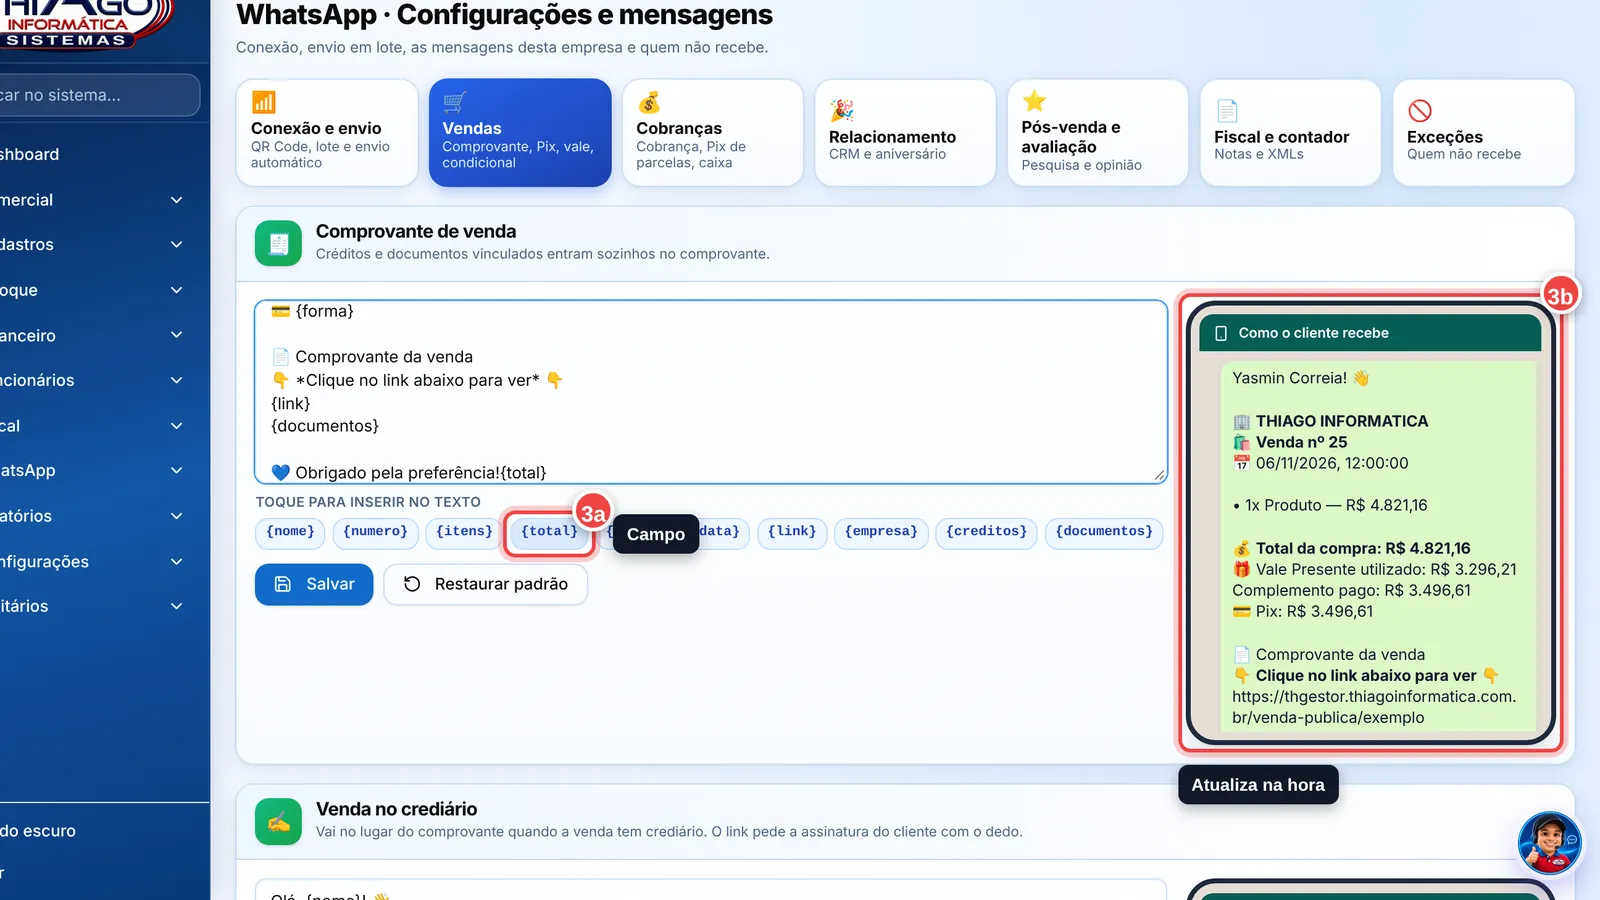 THIAGO
INFORMÁTICA
SISTEMAS
car no sistema...
shboard
mercial
dastros
oque
anceiro
ncionários
cal
atsApp
atórios
nfigurações
itários
do escuro
r
WhatsApp · Configurações e mensagens
Conexão, envio em lote, as mensagens desta empresa e quem não recebe.
Conexão e envio
QR Code, lote e envio
automático
Vendas
Comprovante, Pix, vale,
condicional
Cobranças
Cobrança, Pix de
parcelas, caixa
Relacionamento
CRM e aniversário
Pós-venda e
avaliação
Pesquisa e opinião
Fiscal e contador
Notas e XMLs
Exceções
Quem não recebe
Comprovante de venda
Créditos e documentos vinculados entram sozinhos no comprovante.
💳 {forma}
📄 Comprovante da venda
👇 *Clique no link abaixo para ver* 👇
{link}
{documentos}
💙 Obrigado pela preferência!{total}
TOQUE PARA INSERIR NO TEXTO
{nome} {numero} {itens} {total} { data} {link} {empresa} {creditos} {documentos}
3a
Campo
Salvar
Restaurar padrão
3b
Como o cliente recebe
Yasmin Correia! 👋
🏢 THIAGO INFORMATICA
🛍️ Venda nº 25
📅 06/11/2026, 12:00:00
• 1x Produto — R$ 4.821,16
💰 Total da compra: R$ 4.821,16
🎁 Vale Presente utilizado: R$ 3.296,21
Complemento pago: R$ 3.496,61
💳 Pix: R$ 3.496,61
📄 Comprovante da venda
👇 Clique no link abaixo para ver 👇
https://thgestor.thiagoinformatica.com.
br/venda-publica/exemplo
Atualiza na hora
Venda no crediário
Vai no lugar do comprovante quando a venda tem crediário. O link pede a assinatura do cliente com o dedo.
Olá, {nome}! 👋